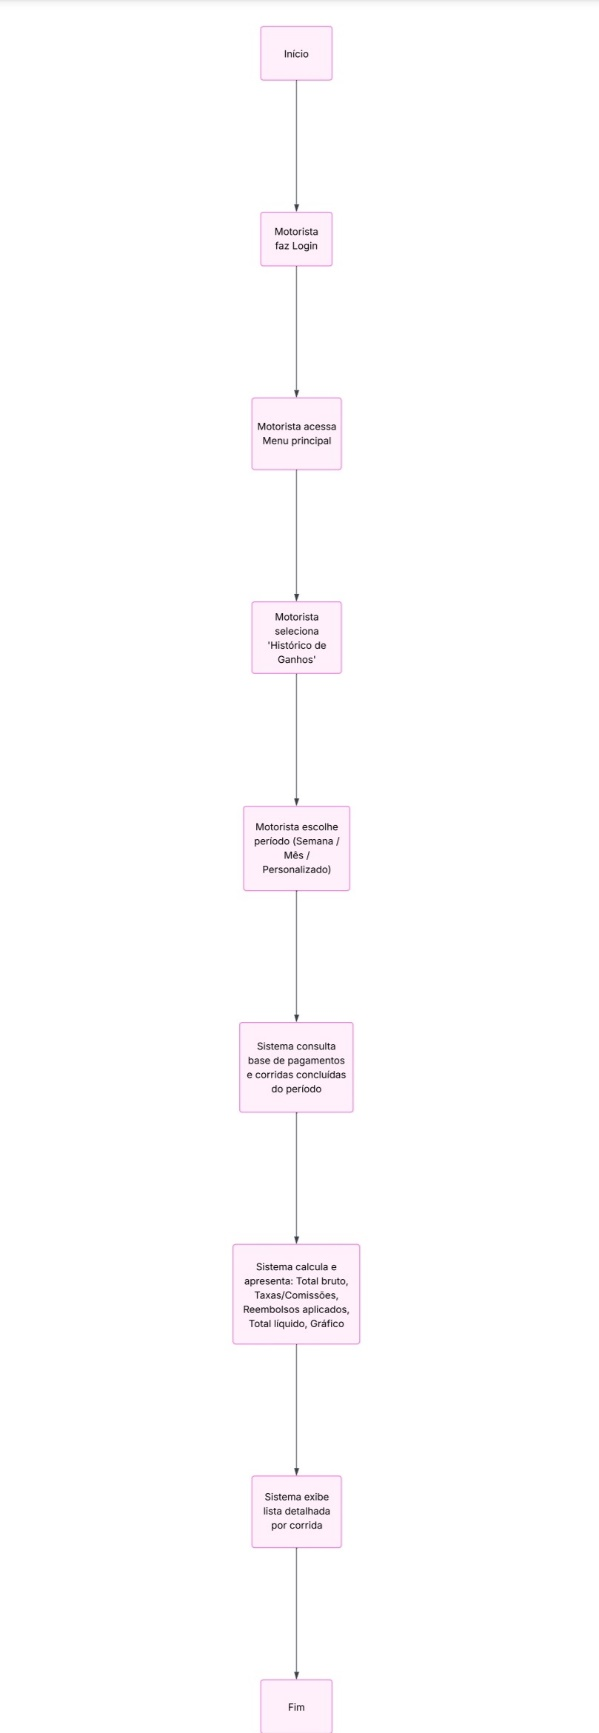 Início
Motorista
faz Login
Motorista acessa
Menu principal
Motorista
seleciona
'Histórico de
Ganhos'
Motorista escolhe
período (Semana /
Mês /
Personalizado)
Sistema consulta
base de pagamentos
e corridas concluídas
do período
Sistema calcula e
apresenta: Total bruto,
Taxas/Comissões,
Reembolsos aplicados,
Total líquido, Gráfico
Sistema exibe
lista detalhada
por corrida
Fim